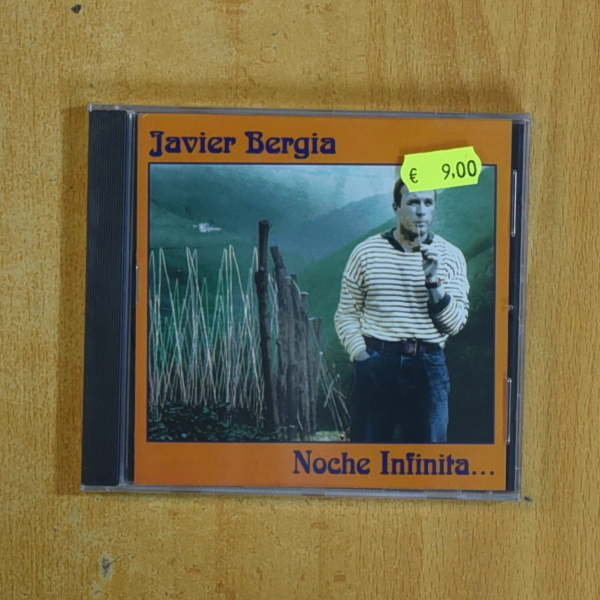 Javier Bergia
€ 9,00
Noche Infinita...